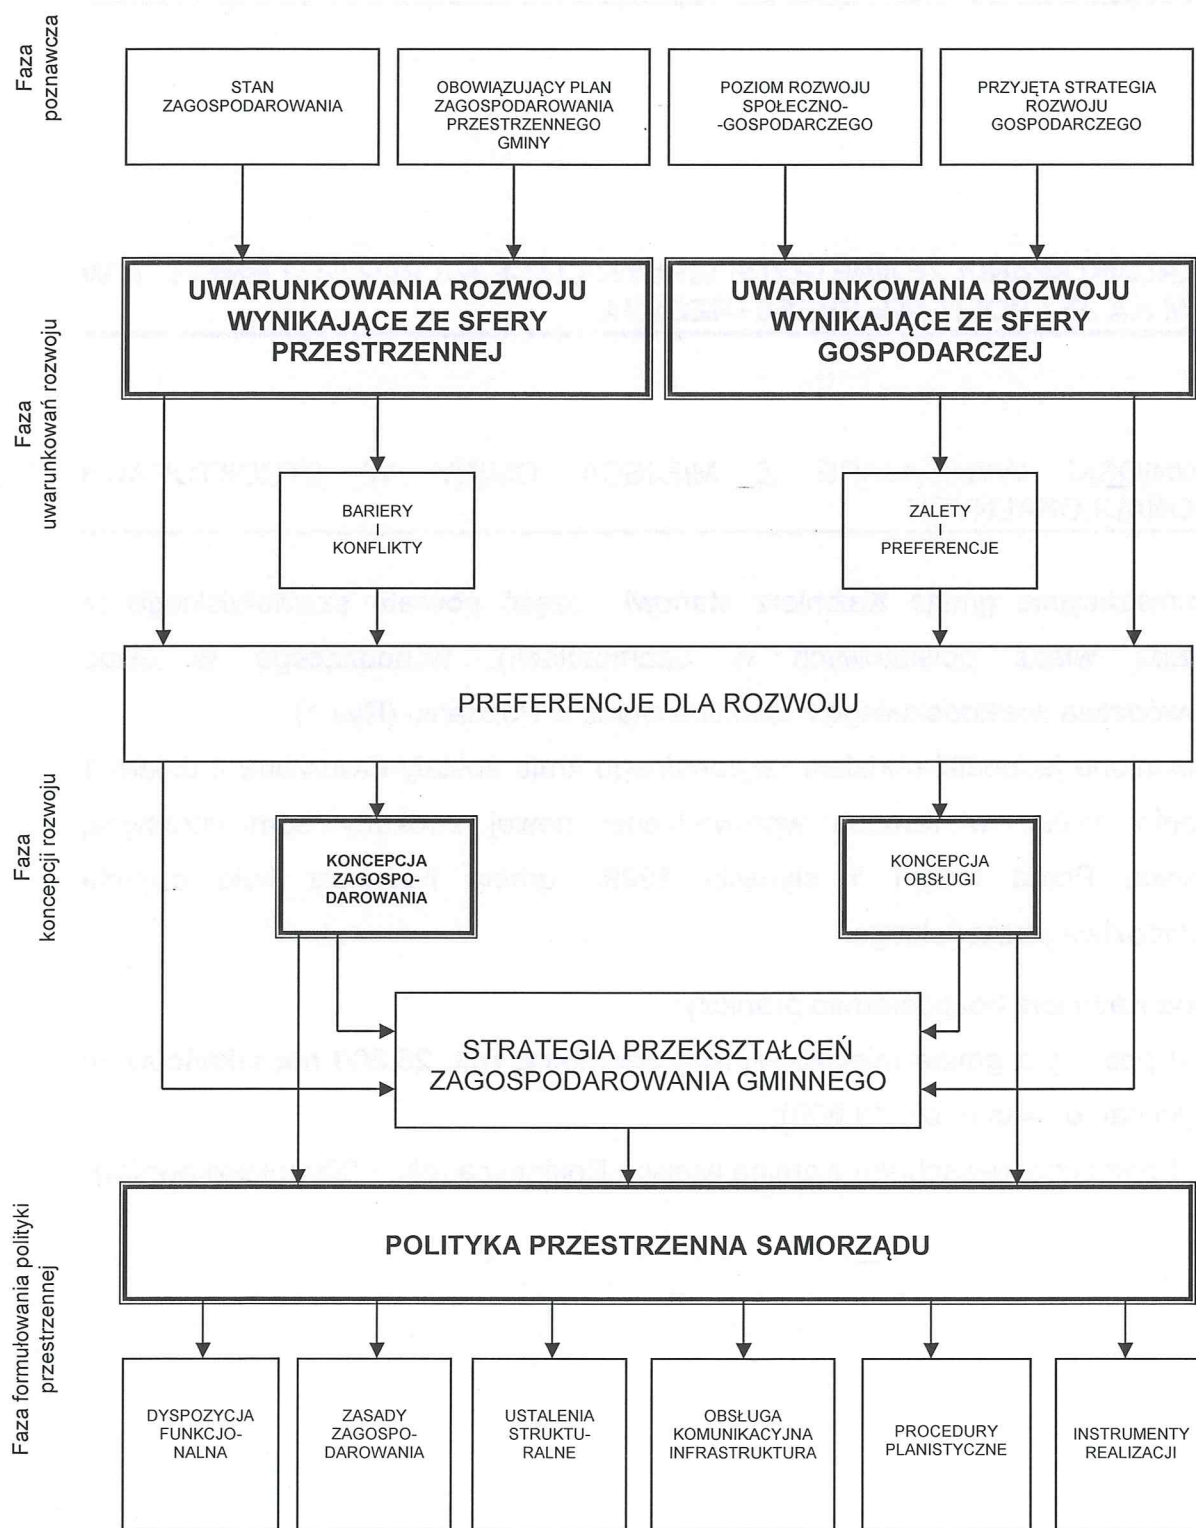 Faza
poznawcza
STAN
ZAGOSPODAROWANIA
OBOWIĄZUJĄCY PLAN
ZAGOSPODAROWANIA
PRZESTRZENNEGO
GMINY
POZIOM ROZWOJU
SPOŁECZNO-
-GOSPODARCZEGO
PRZYJĘTA STRATEGIA
ROZWOJU
GOSPODARCZEGO
Faza
uwarunkowań rozwoju
UWARUNKOWANIA ROZWOJU
WYNIKAJĄCE ZE SFERY
PRZESTRZENNEJ
UWARUNKOWANIA ROZWOJU
WYNIKAJĄCE ZE SFERY
GOSPODARCZEJ
BARIERY
I
KONFLIKTY
ZALETY
I
PREFERENCJE
PREFERENCJE DLA ROZWOJU
Faza
koncepcji rozwoju
KONCEPCJA
ZAGOSPO-
DAROWANIA
KONCEPCJA
OBSŁUGI
STRATEGIA PRZEKSZTAŁCEŃ
ZAGOSPODAROWANIA GMINNEGO
Faza formułowania polityki
przestrzennej
POLITYKA PRZESTRZENNA SAMORZĄDU
DYSPOZYCJA
FUNKCJO-
NALNA
ZASADY
ZAGOSPO-
DAROWANIA
USTALENIA
STRUKTU-
RALNE
OBSŁUGA
KOMUNIKACYJNA
INFRASTRUKTURA
PROCEDURY
PLANISTYCZNE
INSTRUMENTY
REALIZACJI